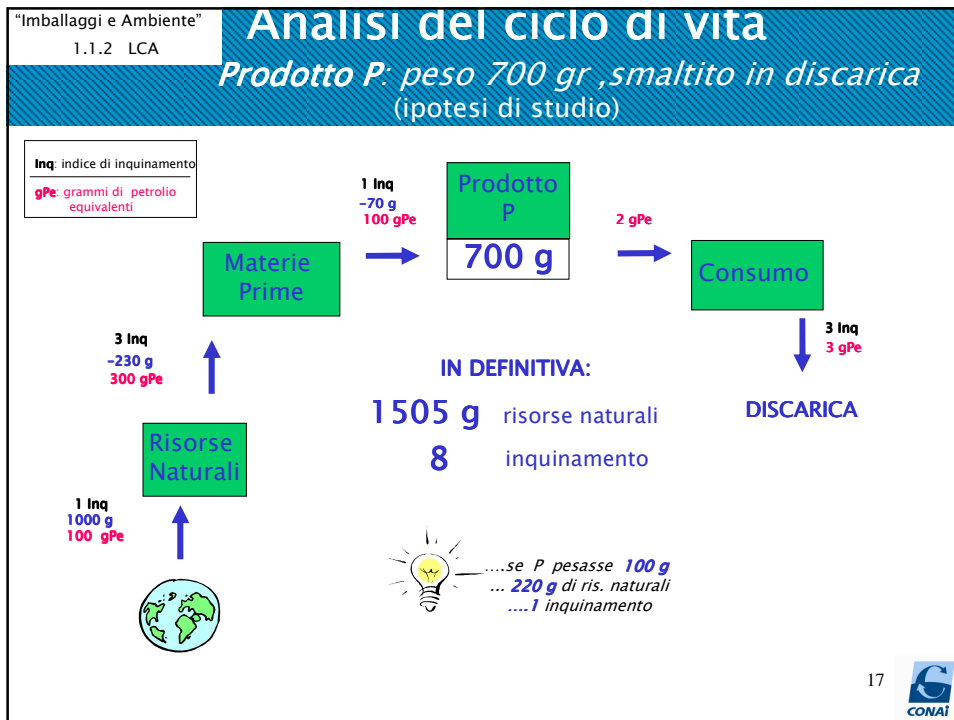 “Imballaggi e Ambiente”
1.1.2 LCA
Analisi del ciclo di vita
Prodotto P: peso 700 gr ,smaltito in discarica
(ipotesi di studio)
Inq: indice di inquinamento
gPe: grammi di petrolio
equivalenti
1 Inq
-70 g
100 gPe
Prodotto
P
700 g
2 gPe
Materie
Prime
Consumo
3 Inq
-230 g
300 gPe
3 Inq
3 gPe
IN DEFINITIVA:
1505 g risorse naturali
8 inquinamento
DISCARICA
Risorse
Naturali
1 Inq
1000 g
100 gPe
....se P pesasse 100 g
... 220 g di ris. naturali
....1 inquinamento
17
CONAI